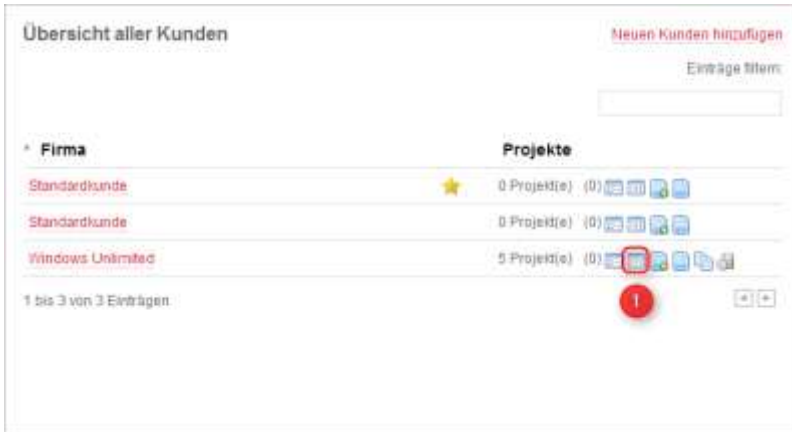 Übersicht aller Kunden
Neuen Kunden hinzufügen
Einträge filtern:
Firma Projekte
Standardkunde 0 Projekt(e) (0)
Standardkunde 0 Projekt(e) (0)
Windows Unlimited 5 Projekt(e) (0)
1 bis 3 von 3 Einträgen
1